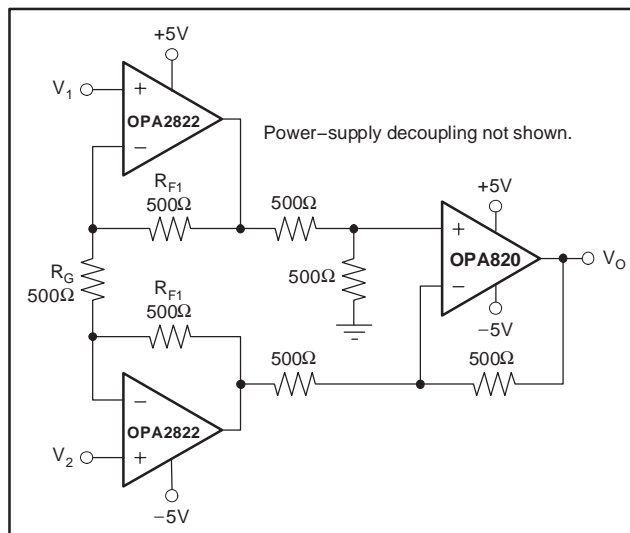 +5V
V1
+
OPA2822
−
Power−supply decoupling not shown.
RF1
500Ω
500Ω
+5V
+
OPA820
−
VO
−5V
RG
500Ω
500Ω
RF1
500Ω
500Ω
500Ω
−
OPA2822
+
V2
−5V